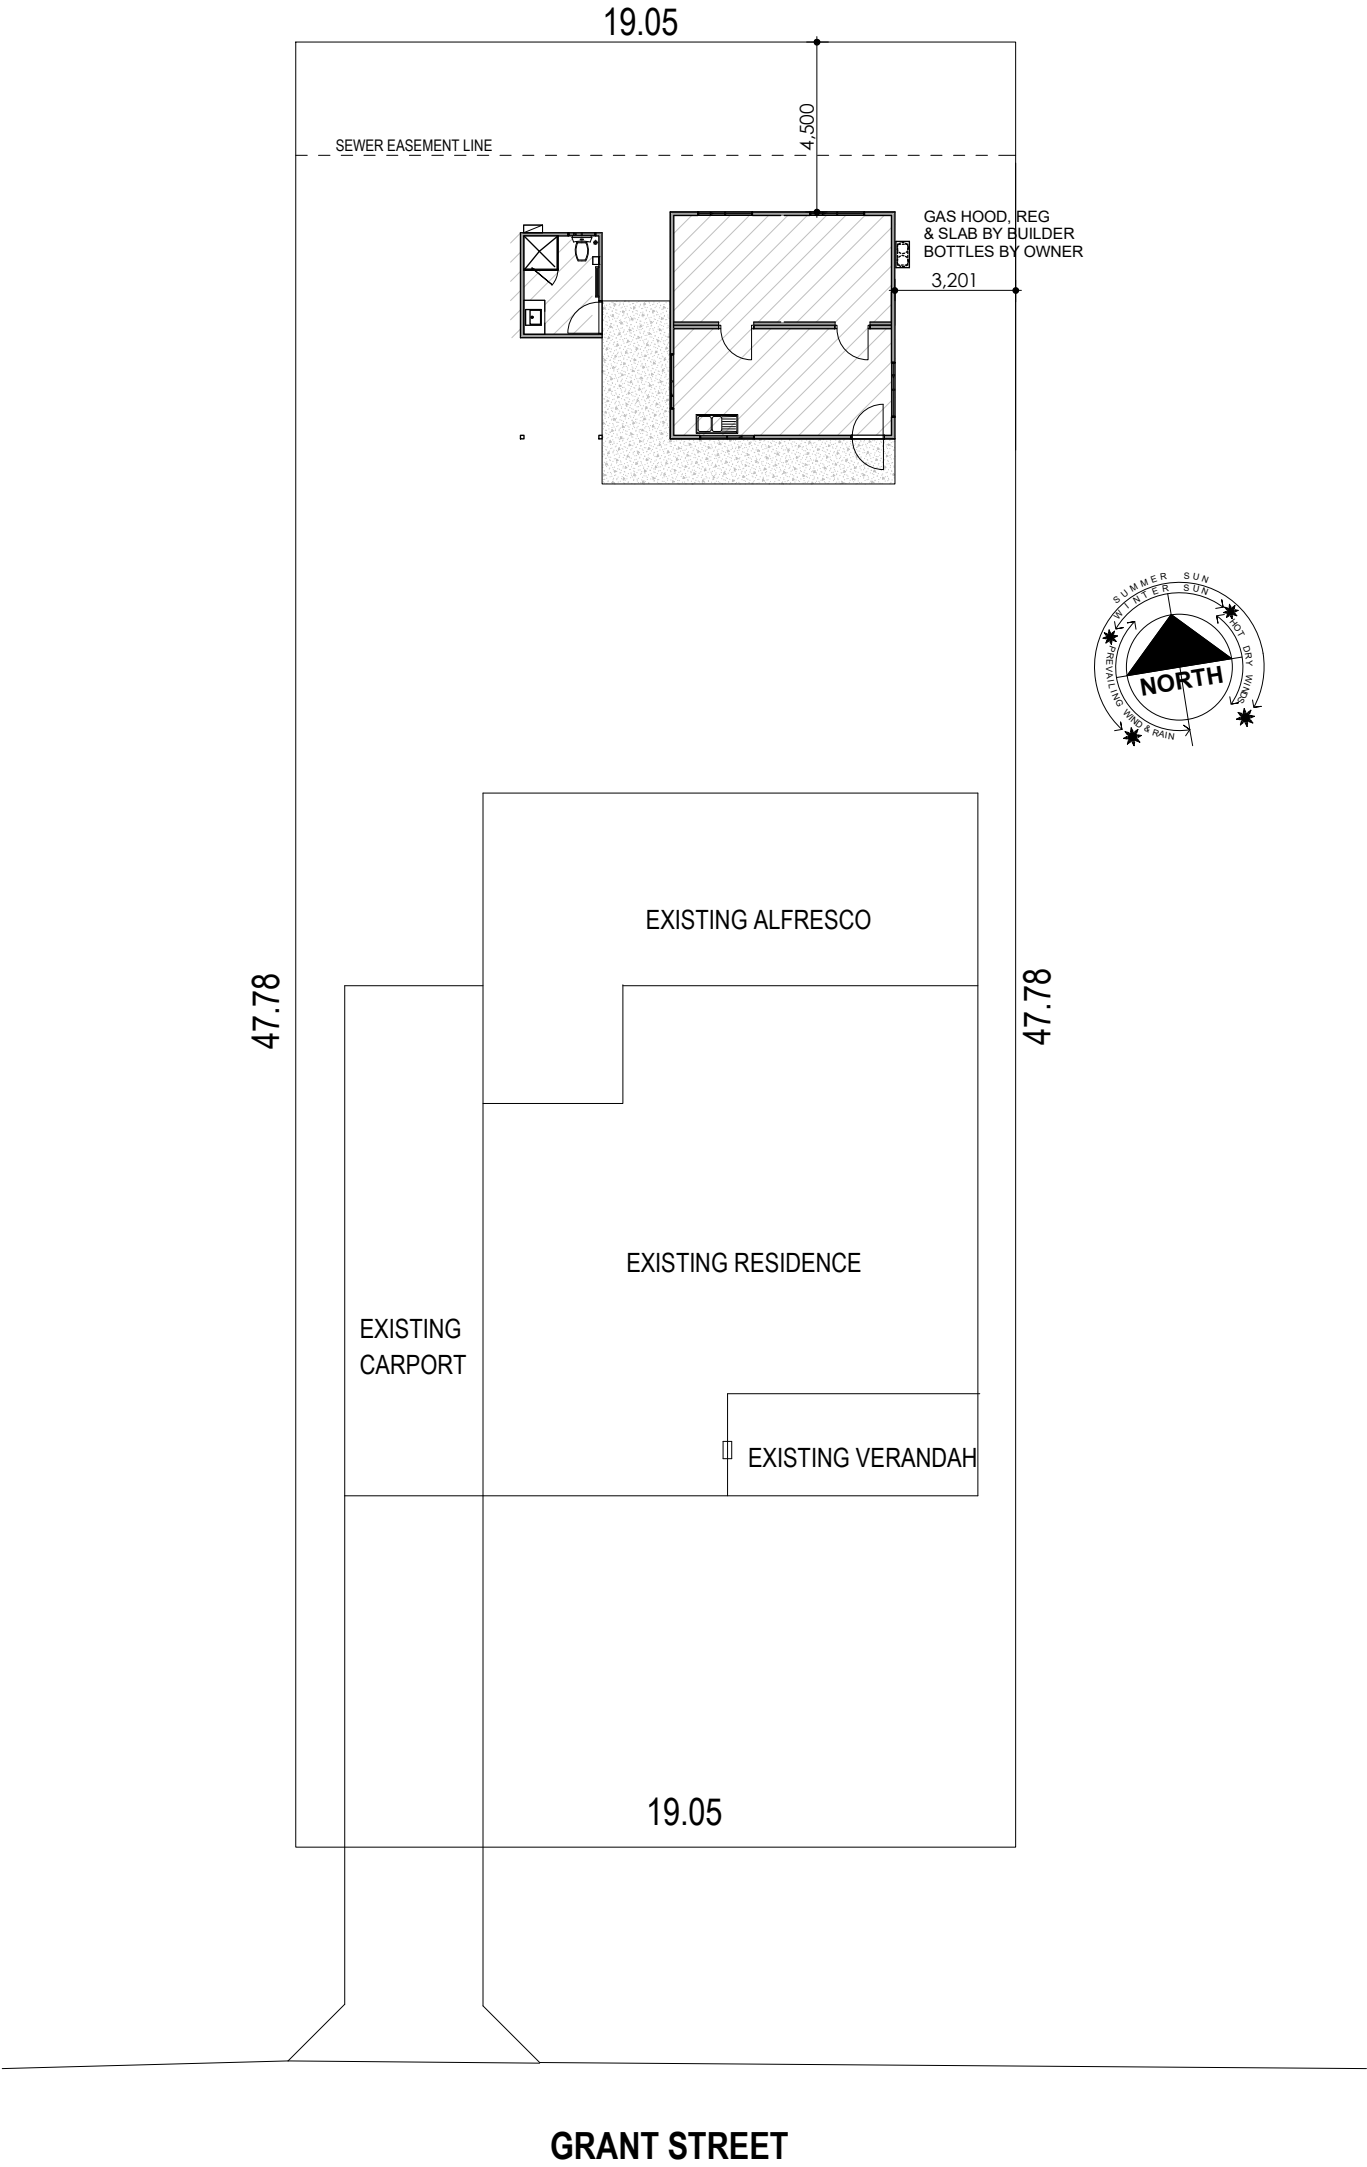 19.05
4,500
SEWER EASEMENT LINE
GAS HOOD, REG
& SLAB BY BUILDER
BOTTLES BY OWNER
3,201
SUMMER SUN
WINTER SUN
HOT DRY WINDS
PREVAILING WIND & RAIN
NORTH
EXISTING ALFRESCO
47.78
47.78
EXISTING RESIDENCE
EXISTING
CARPORT
EXISTING VERANDAH
19.05
GRANT STREET